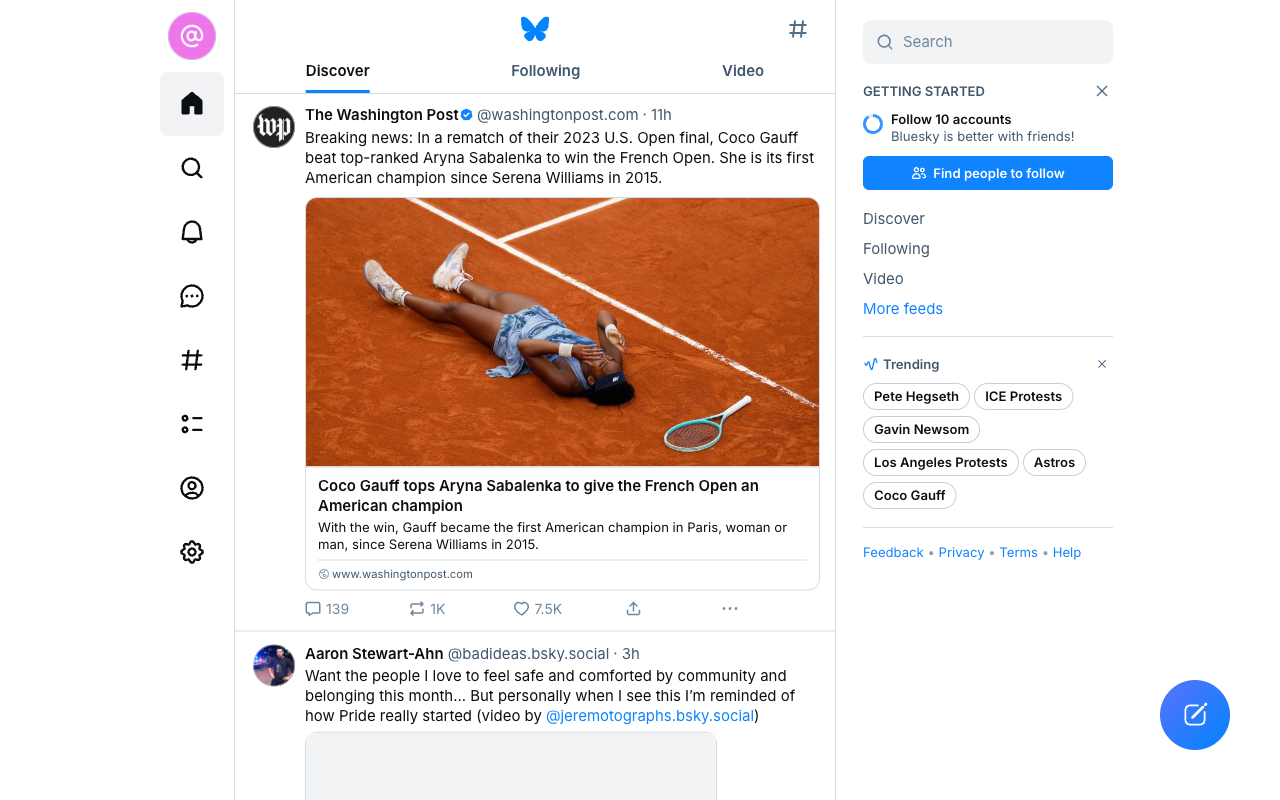 @
Discover
Following
Video
The Washington Post @washingtonpost.com · 11h
Breaking news: In a rematch of their 2023 U.S. Open final, Coco Gauff
beat top-ranked Aryna Sabalenka to win the French Open. She is its first
American champion since Serena Williams in 2015.
Coco Gauff tops Aryna Sabalenka to give the French Open an
American champion
With the win, Gauff became the first American champion in Paris, woman or
man, since Serena Williams in 2015.
www.washingtonpost.com
139
1K
7.5K
Aaron Stewart-Ahn @badideas.bsky.social · 3h
Want the people I love to feel safe and comforted by community and
belonging this month... But personally when I see this I'm reminded of
how Pride really started (video by @jeremotographs.bsky.social)
Search
GETTING STARTED
Follow 10 accounts
Bluesky is better with friends!
Find people to follow
Discover
Following
Video
More feeds
Trending
Pete Hegseth
ICE Protests
Gavin Newsom
Los Angeles Protests
Astros
Coco Gauff
Feedback • Privacy • Terms • Help